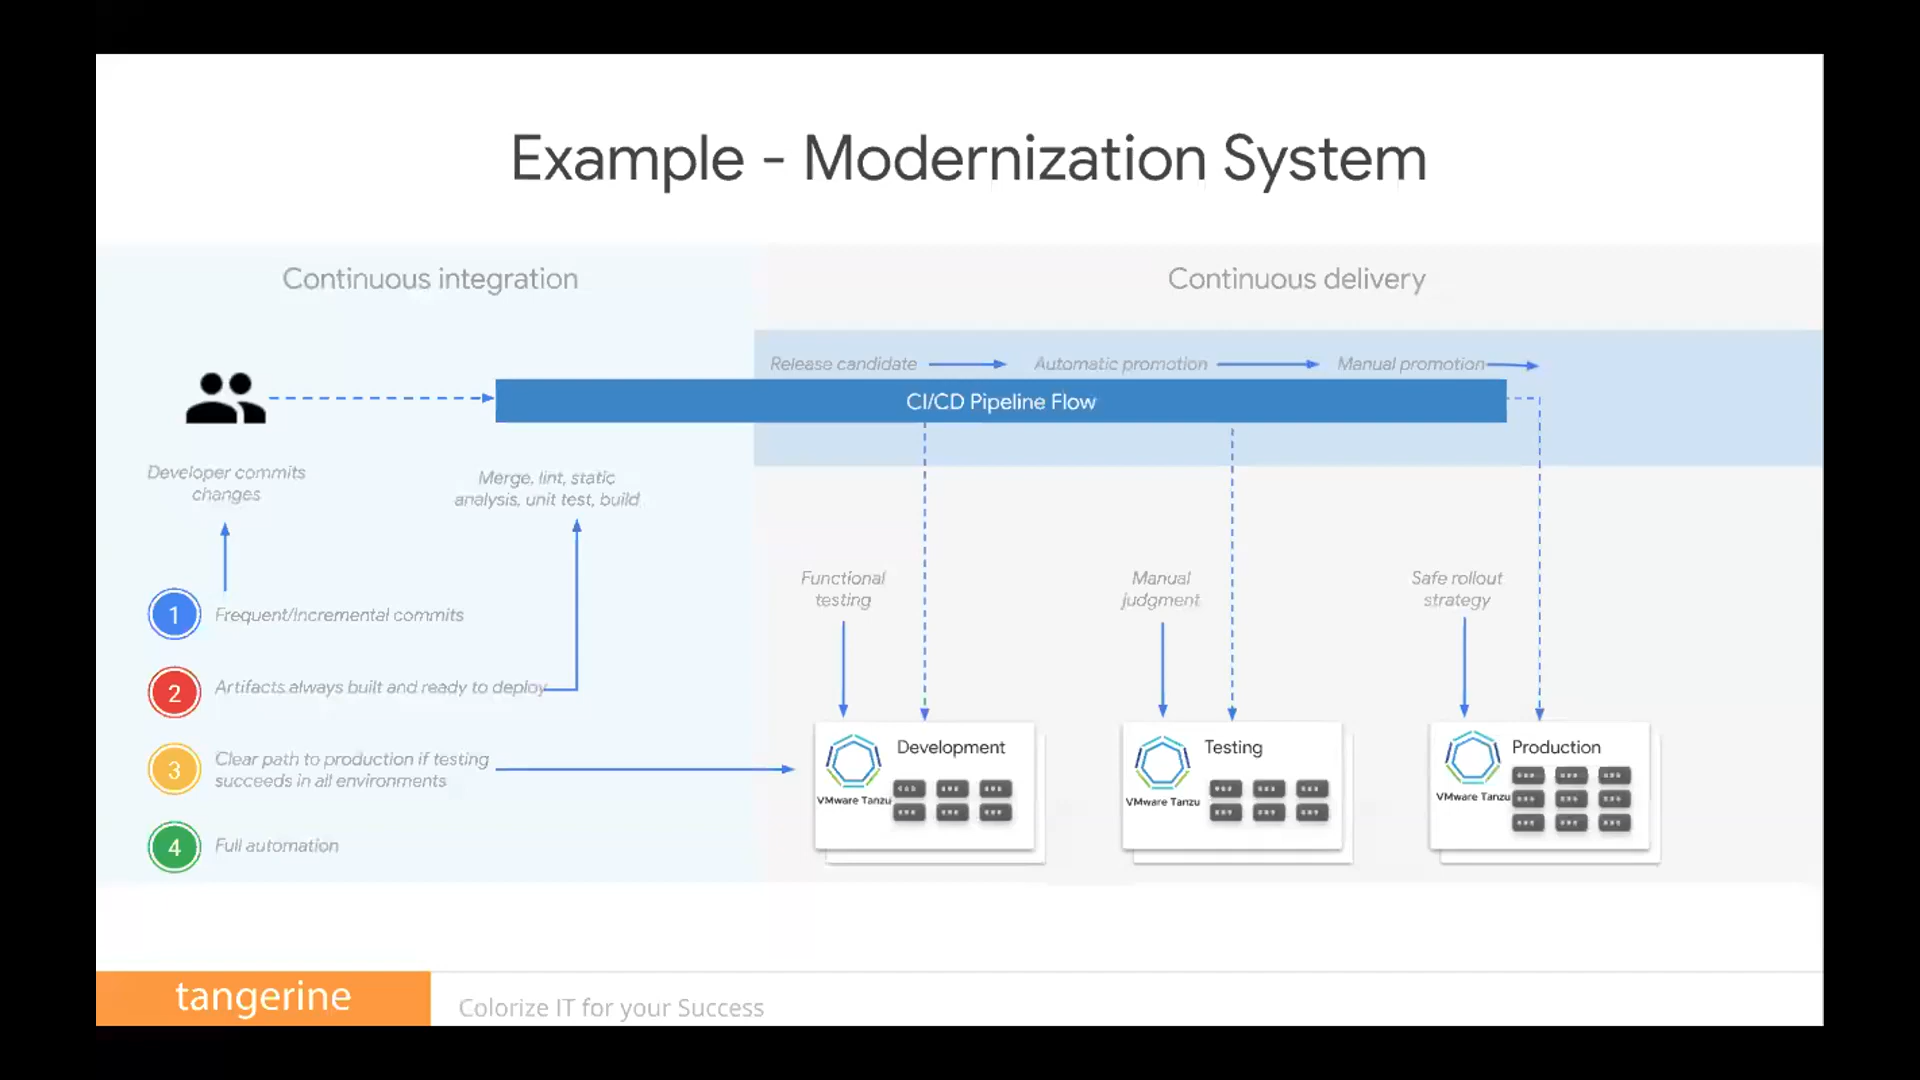 Example - Modernization System
Continuous integration
Continuous delivery
Release candidate
Automatic promotion
Manual promotion
CI/CD Pipeline Flow
Developer commits
changes
Merge, lint, static
analysis, unit test, build
1
Frequent/Incremental commits
2
Artifacts always built and ready to deploy
3
Clear path to production if testing
succeeds in all environments
4
Full automation
Functional
testing
Manual
judgment
Safe rollout
strategy
Development
VMware Tanzu
Testing
VMware Tanzu
Production
VMware Tanzu
tangerine
Colorize IT for your Success